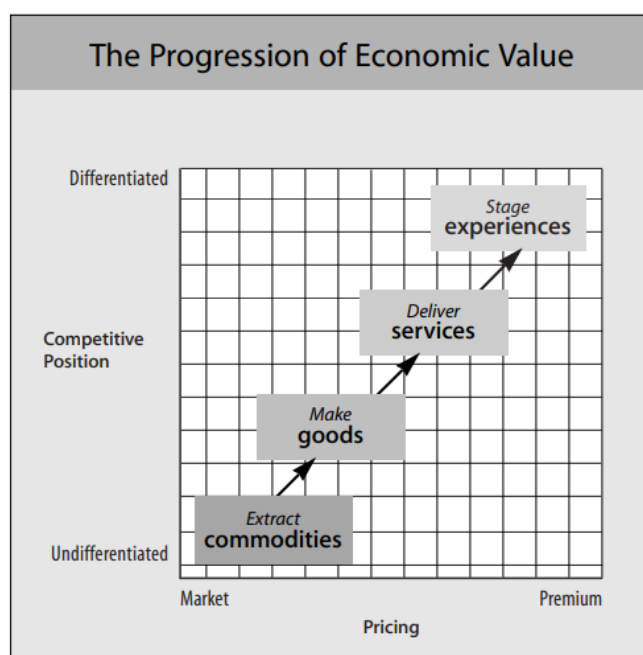 The Progression of Economic Value
Differentiated
Stage
experiences
Deliver
services
Competitive
Position
Make
goods
Extract
commodities
Undifferentiated
Market
Premium
Pricing